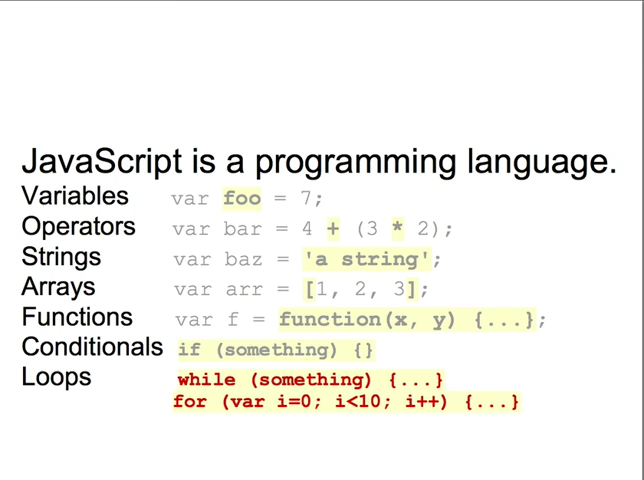 JavaScript is a programming language.
Variables var foo = 7;
Operators var bar = 4 + (3 * 2);
Strings var baz = 'a string';
Arrays var arr = [1, 2, 3];
Functions var f = function(x, y) {...};
Conditionals if (something) {}
Loops while (something) {...}
for (var i=0; i<10; i++) {...}